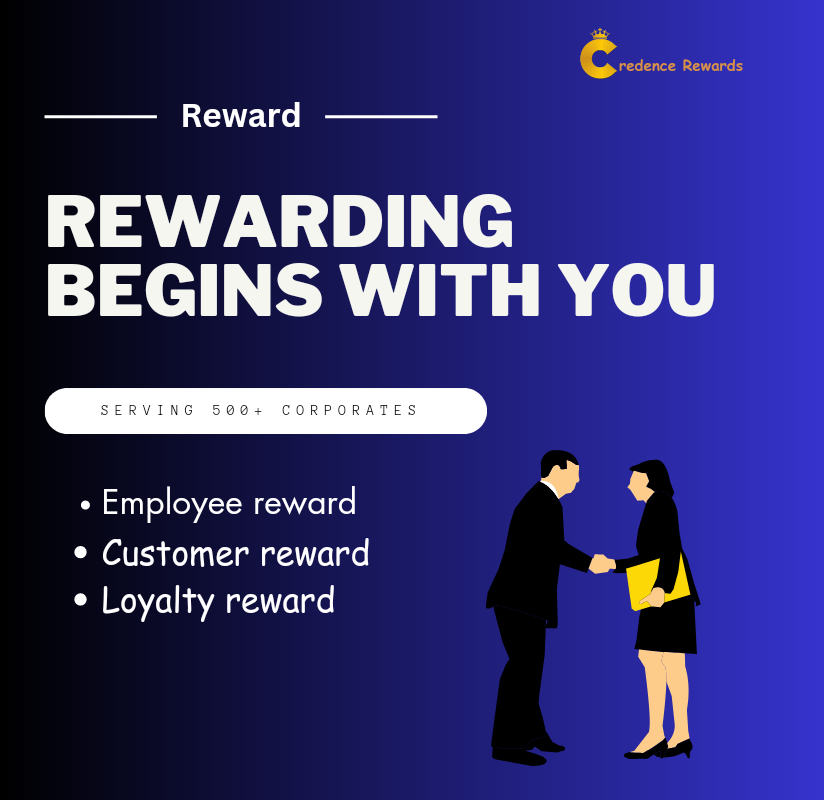 Credence Rewards
Reward
REWARDING
BEGINS WITH YOU
SERVING 500+ CORPORATES
• Employee reward
• Customer reward
• Loyalty reward